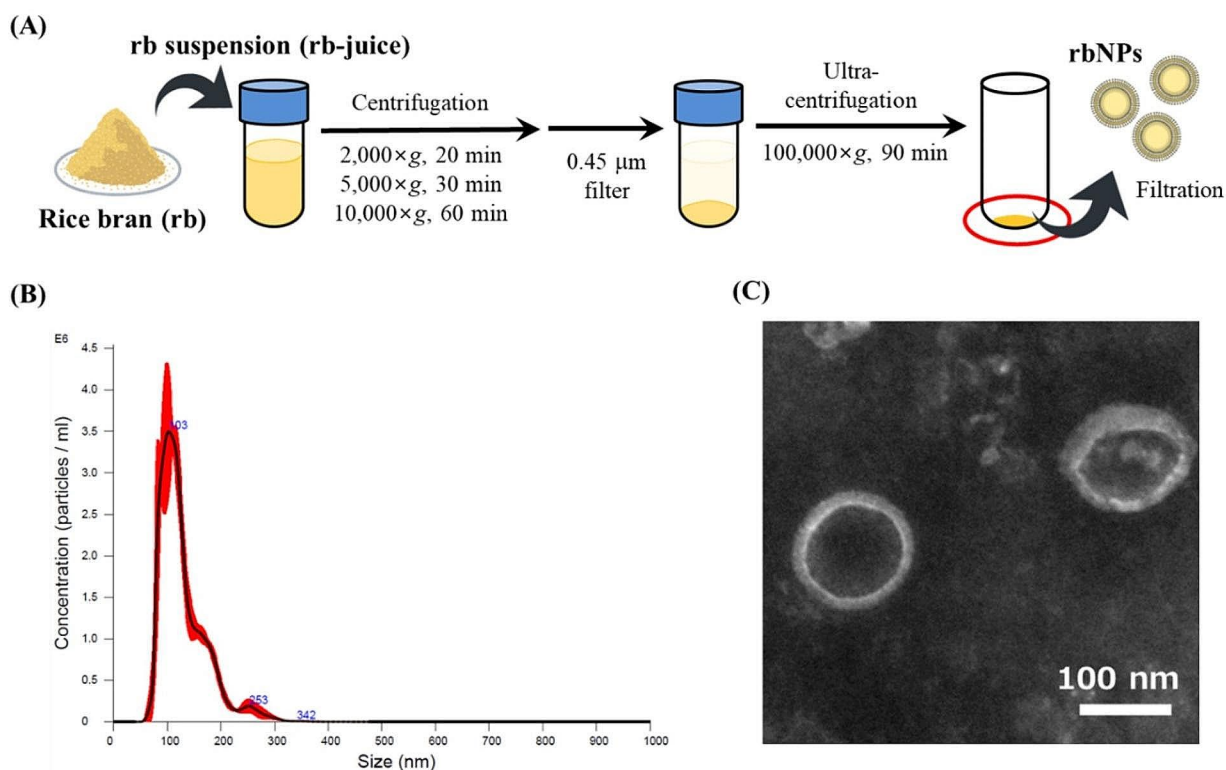 (A)
rb suspension (rb-juice)
Rice bran (rb)
Centrifugation
2,000×g, 20 min
5,000×g, 30 min
10,000×g, 60 min
0.45 μm
filter
Ultra-
centrifugation
100,000×g, 90 min
rbNPs
Filtration
(B)
E6
4.5
4.0
3.5
3.0
2.5
2.0
1.5
1.0
0.5
0
Concentration (particles / ml)
103
253
342
0
100
200
300
400
500
600
700
800
900
1000
Size (nm)
(C)
100 nm